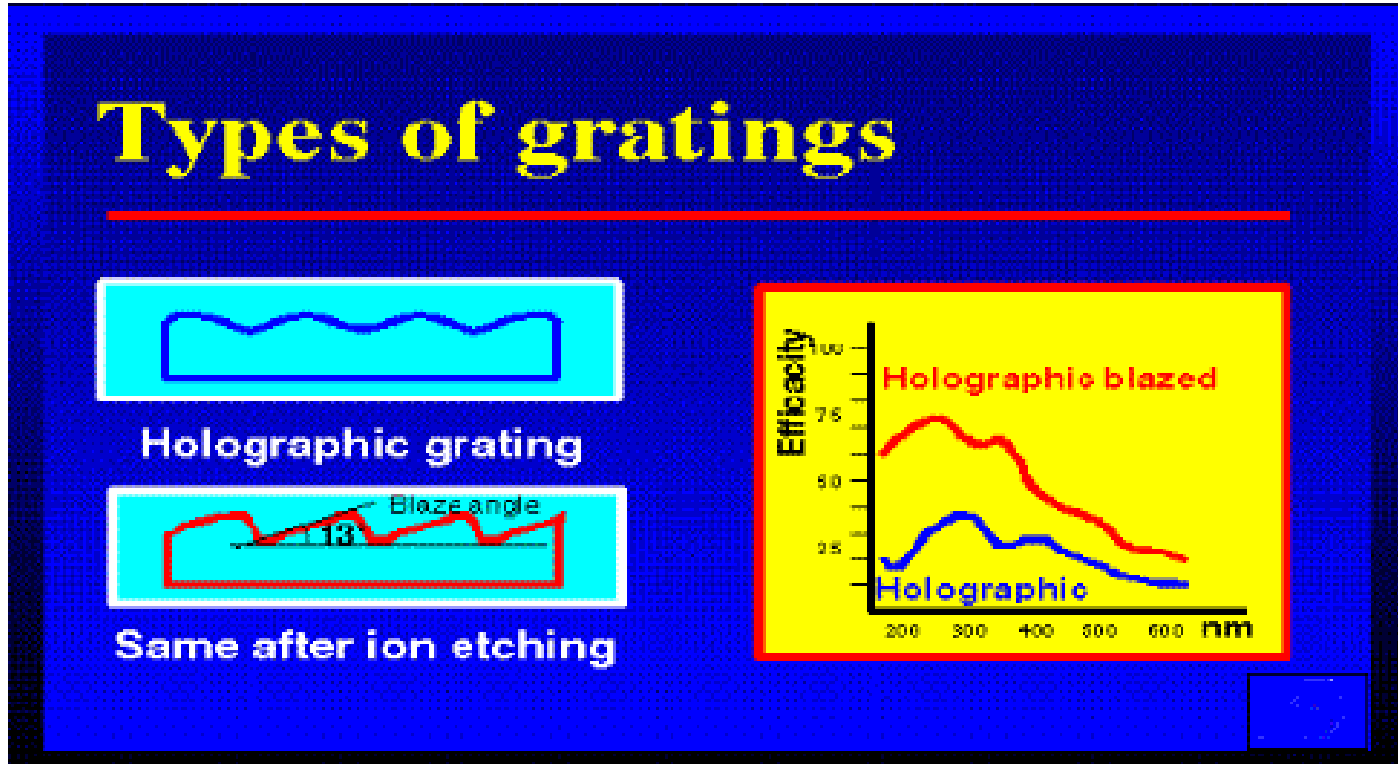 Types of gratings
Holographic grating
Blaze angle
13°
Same after ion etching
Efficacity
100
75
50
25
Holographic blazed
Holographic
200 300 400 500 600 nm